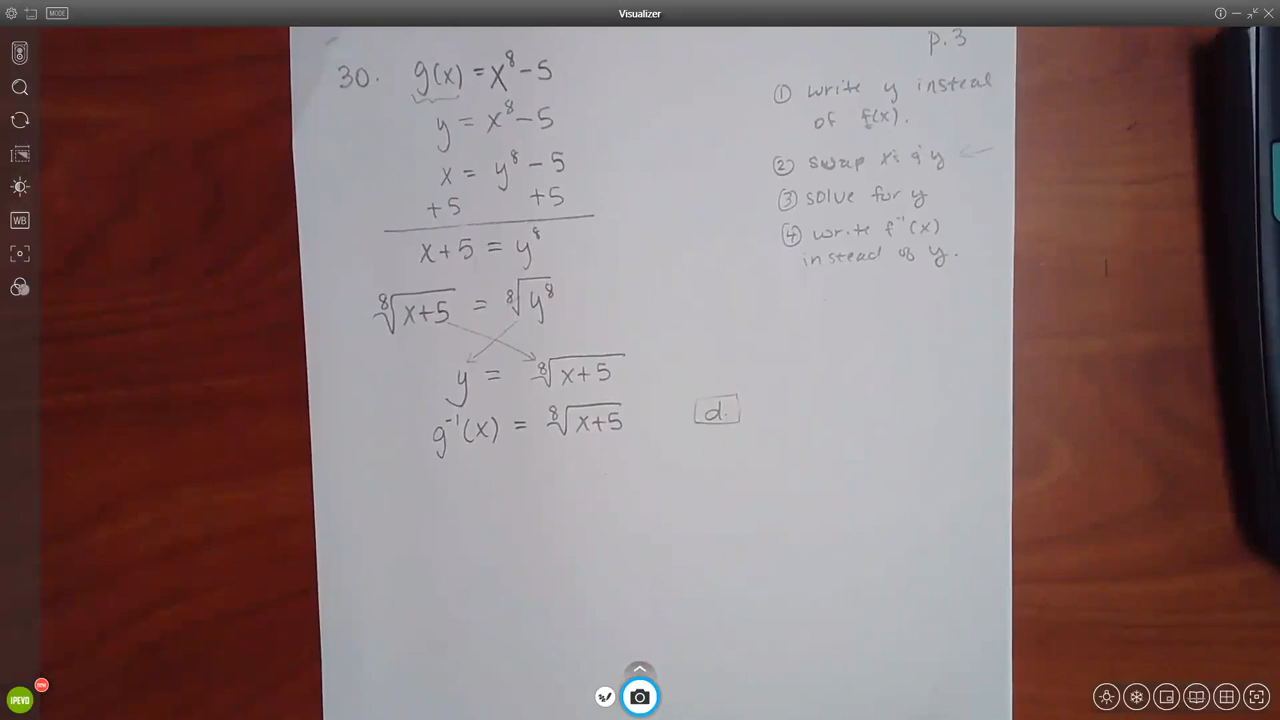 MODE
Visualizer
p.3
30. g(x) = x⁸ - 5
y = x⁸ - 5
x = y⁸ - 5
+5 +5
x + 5 = y⁸
⁸√(x+5) = ⁸√(y⁸)
y = ⁸√(x+5)
g⁻¹(x) = ⁸√(x+5)
d.
① write y instead
of f(x).
② swap x & y
③ solve for y
④ write f⁻¹(x)
instead of y.
WB
IPEVO
new